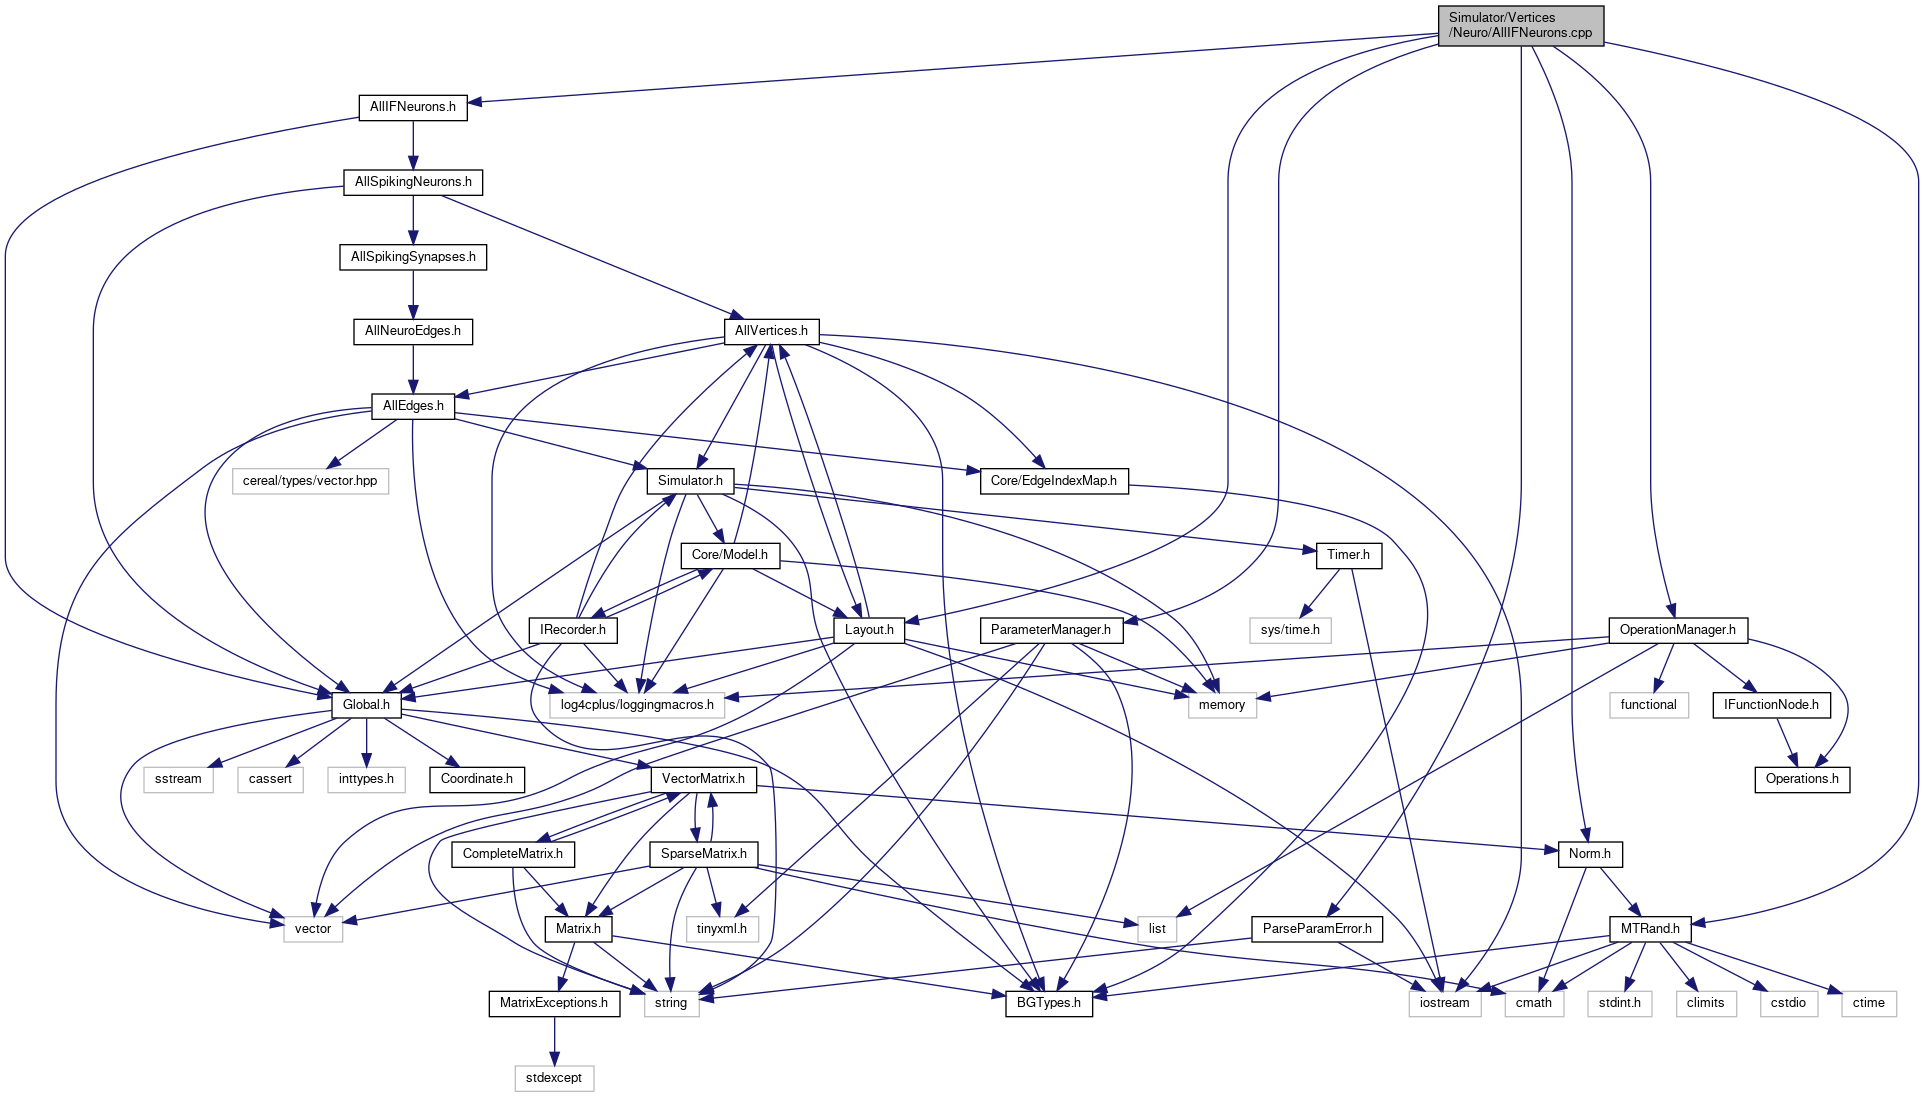 Simulator/Vertices
/Neuro/AllIFNeurons.cpp
AllIFNeurons.h
AllSpikingNeurons.h
AllSpikingSynapses.h
AllNeuroEdges.h
AllVertices.h
AllEdges.h
cereal/types/vector.hpp
Simulator.h
Core/EdgeIndexMap.h
Core/Model.h
Timer.h
IRecorder.h
Layout.h
ParameterManager.h
sys/time.h
OperationManager.h
Global.h
log4cplus/loggingmacros.h
memory
functional
IFunctionNode.h
sstream
cassert
inttypes.h
Coordinate.h
VectorMatrix.h
Operations.h
CompleteMatrix.h
SparseMatrix.h
Norm.h
vector
Matrix.h
tinyxml.h
list
ParseParamError.h
MTRand.h
MatrixExceptions.h
string
BGTypes.h
iostream
cmath
stdint.h
climits
cstdio
ctime
stdexcept